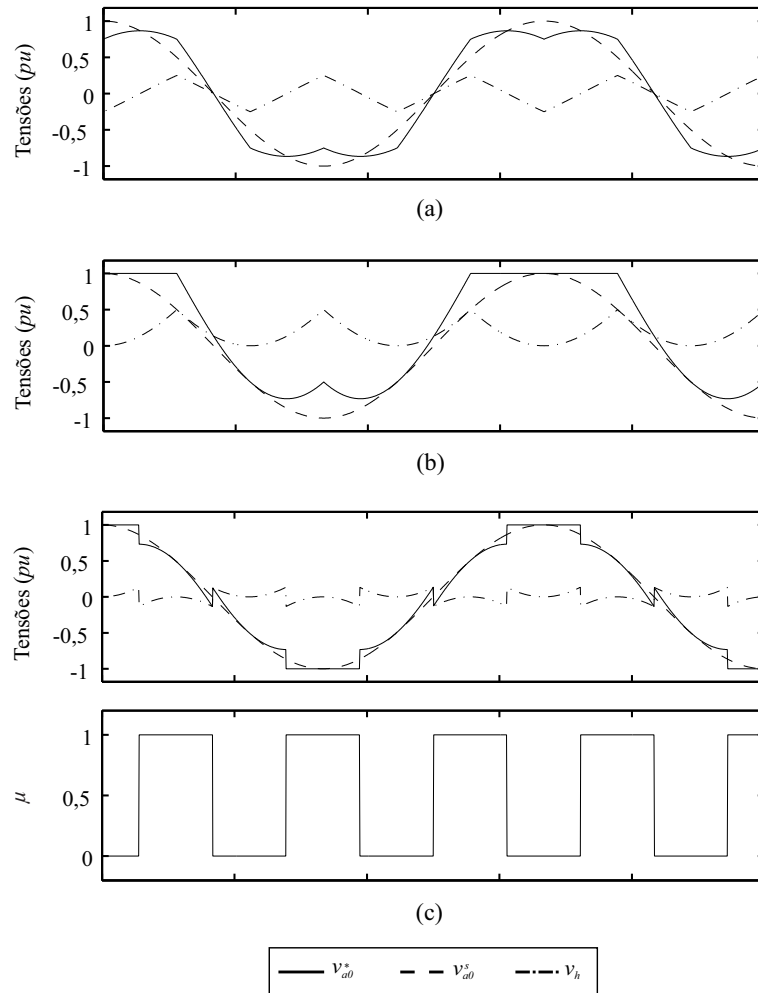 Tensões (pu)
1
0,5
0
-0,5
-1
(a)
Tensões (pu)
1
0,5
0
-0,5
-1
(b)
Tensões (pu)
1
0,5
0
-0,5
-1
μ
1
0,5
0
(c)
v*a0 vsa0 vh